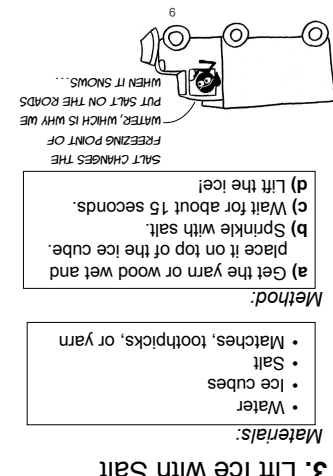 3. Lift Ice with Salt
Materials:
• Water
• Ice cubes
• Salt
• Matches, toothpicks, or yarn
Method:
a) Get the yarn or wood wet and
place it on top of the ice cube.
b) Sprinkle with salt.
c) Wait for about 15 seconds.
d) Lift the ice!
SALT CHANGES THE
FREEZING POINT OF
WATER, WHICH IS WHY WE
PUT SALT ON THE ROADS
WHEN IT SNOWS...
6